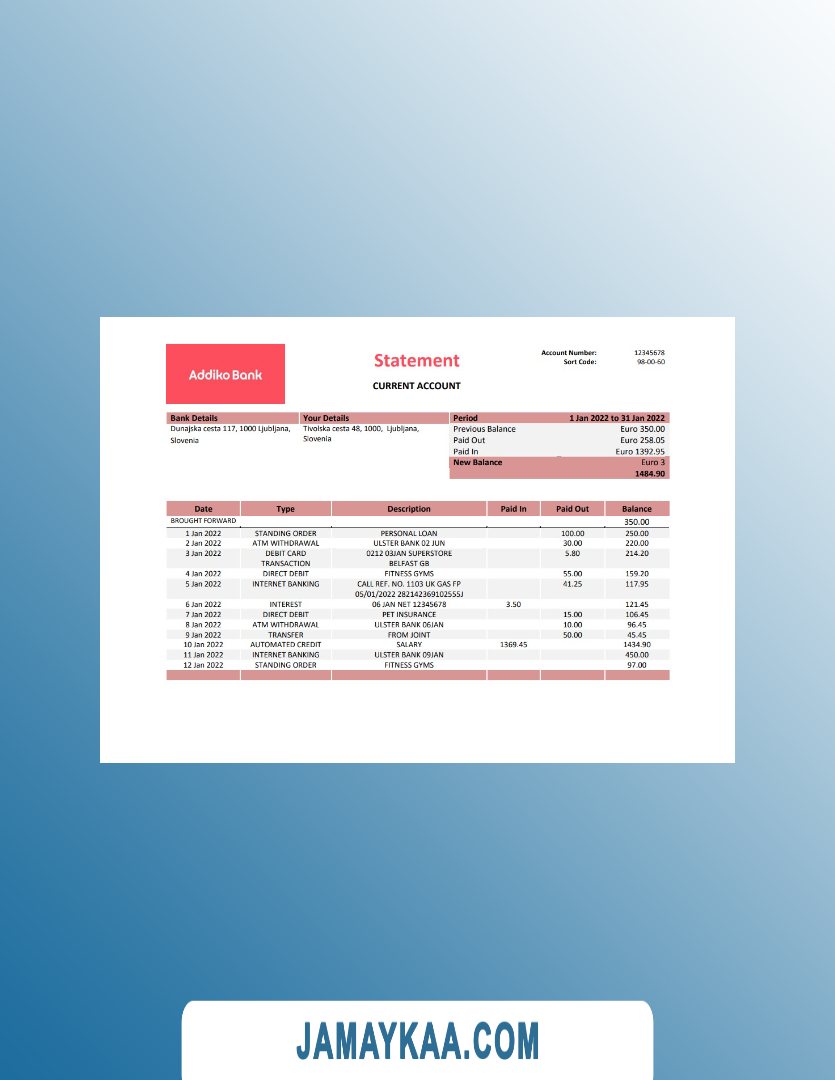 Addiko Bank
Statement
CURRENT ACCOUNT
Account Number: 12345678
Sort Code: 98-00-60
Bank Details Your Details Period 1 Jan 2022 to 31 Jan 2022
Dunajska cesta 117, 1000 Ljubljana, Tivolska cesta 48, 1000, Ljubljana, Previous Balance Euro 350.00
Slovenia Slovenia Paid Out Euro 258.05
Paid In Euro 1392.95
New Balance Euro 3
1484.90
Date Type Description Paid In Paid Out Balance
BROUGHT FORWARD 350.00
1 Jan 2022 STANDING ORDER PERSONAL LOAN 100.00 250.00
2 Jan 2022 ATM WITHDRAWAL ULSTER BANK 02 JUN 30.00 220.00
3 Jan 2022 DEBIT CARD 0212 03JAN SUPERSTORE 5.80 214.20
TRANSACTION BELFAST GB
4 Jan 2022 DIRECT DEBIT FITNESS GYMS 55.00 159.20
5 Jan 2022 INTERNET BANKING CALL REF. NO. 1103 UK GAS FP 41.25 117.95
05/01/2022 282142369102555J
6 Jan 2022 INTEREST 06 JAN NET 12345678 3.50 121.45
7 Jan 2022 DIRECT DEBIT PET INSURANCE 15.00 106.45
8 Jan 2022 ATM WITHDRAWAL ULSTER BANK 06JAN 10.00 96.45
9 Jan 2022 TRANSFER FROM JOINT 50.00 45.45
10 Jan 2022 AUTOMATED CREDIT SALARY 1369.45 1434.90
11 Jan 2022 INTERNET BANKING ULSTER BANK 09JAN 450.00
12 Jan 2022 STANDING ORDER FITNESS GYMS 97.00
JAMAYKAA.COM